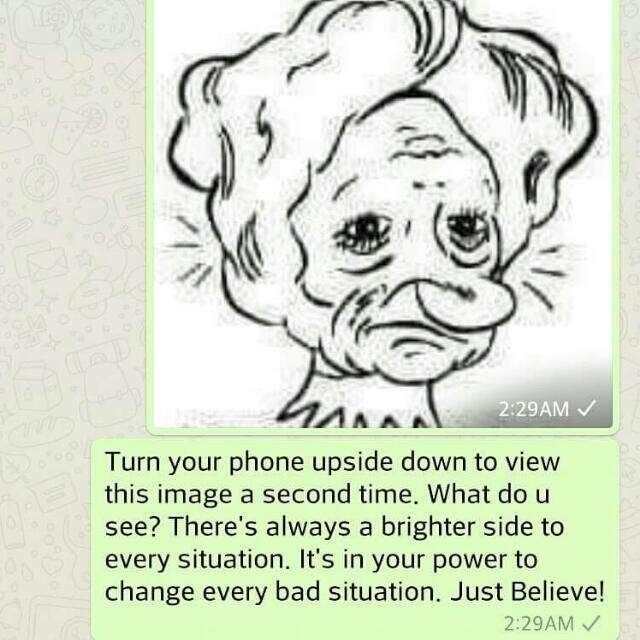 2:29AM
Turn your phone upside down to view
this image a second time. What do u
see? There's always a brighter side to
every situation. It's in your power to
change every bad situation. Just Believe!
2:29AM